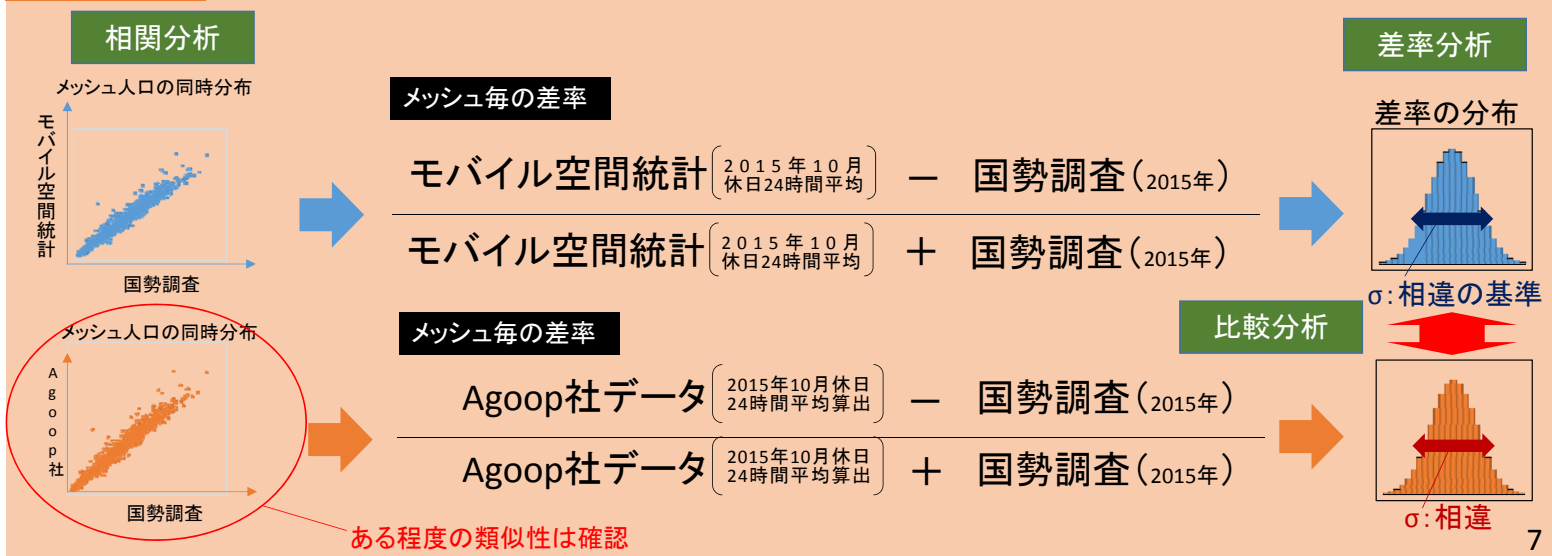 相関分析
メッシュ人口の同時分布
モバイル空間統計
国勢調査
メッシュ毎の差率
モバイル空間統計(2015年10月 休日24時間平均) － 国勢調査(2015年)
モバイル空間統計(2015年10月 休日24時間平均) ＋ 国勢調査(2015年)
差率分析
差率の分布
σ:相違の基準
メッシュ人口の同時分布
Agoop社
国勢調査
ある程度の類似性は確認
メッシュ毎の差率
Agoop社データ(2015年10月休日 24時間平均算出) － 国勢調査(2015年)
Agoop社データ(2015年10月休日 24時間平均算出) ＋ 国勢調査(2015年)
比較分析
σ:相違
7